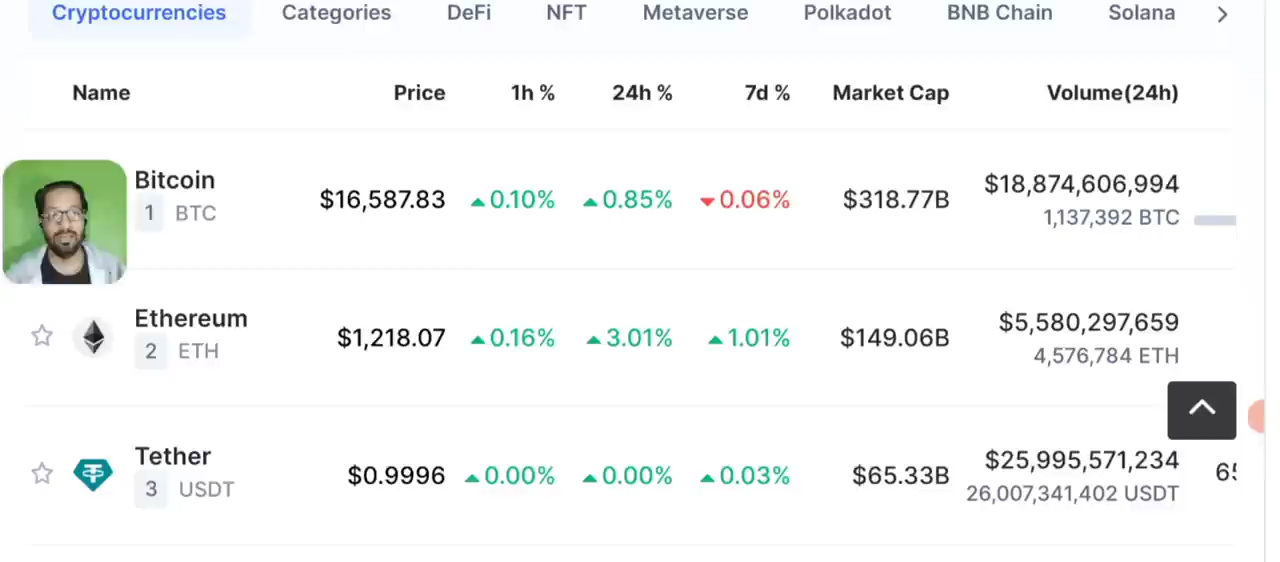 Cryptocurrencies Categories DeFi NFT Metaverse Polkadot BNB Chain Solana
Name Price 1h % 24h % 7d % Market Cap Volume(24h)
Bitcoin
1 BTC
$16,587.83 0.10% 0.85% 0.06% $318.77B $18,874,606,994
1,137,392 BTC
Ethereum
2 ETH
$1,218.07 0.16% 3.01% 1.01% $149.06B $5,580,297,659
4,576,784 ETH
Tether
3 USDT
$0.9996 0.00% 0.00% 0.03% $65.33B $25,995,571,234
26,007,341,402 USDT